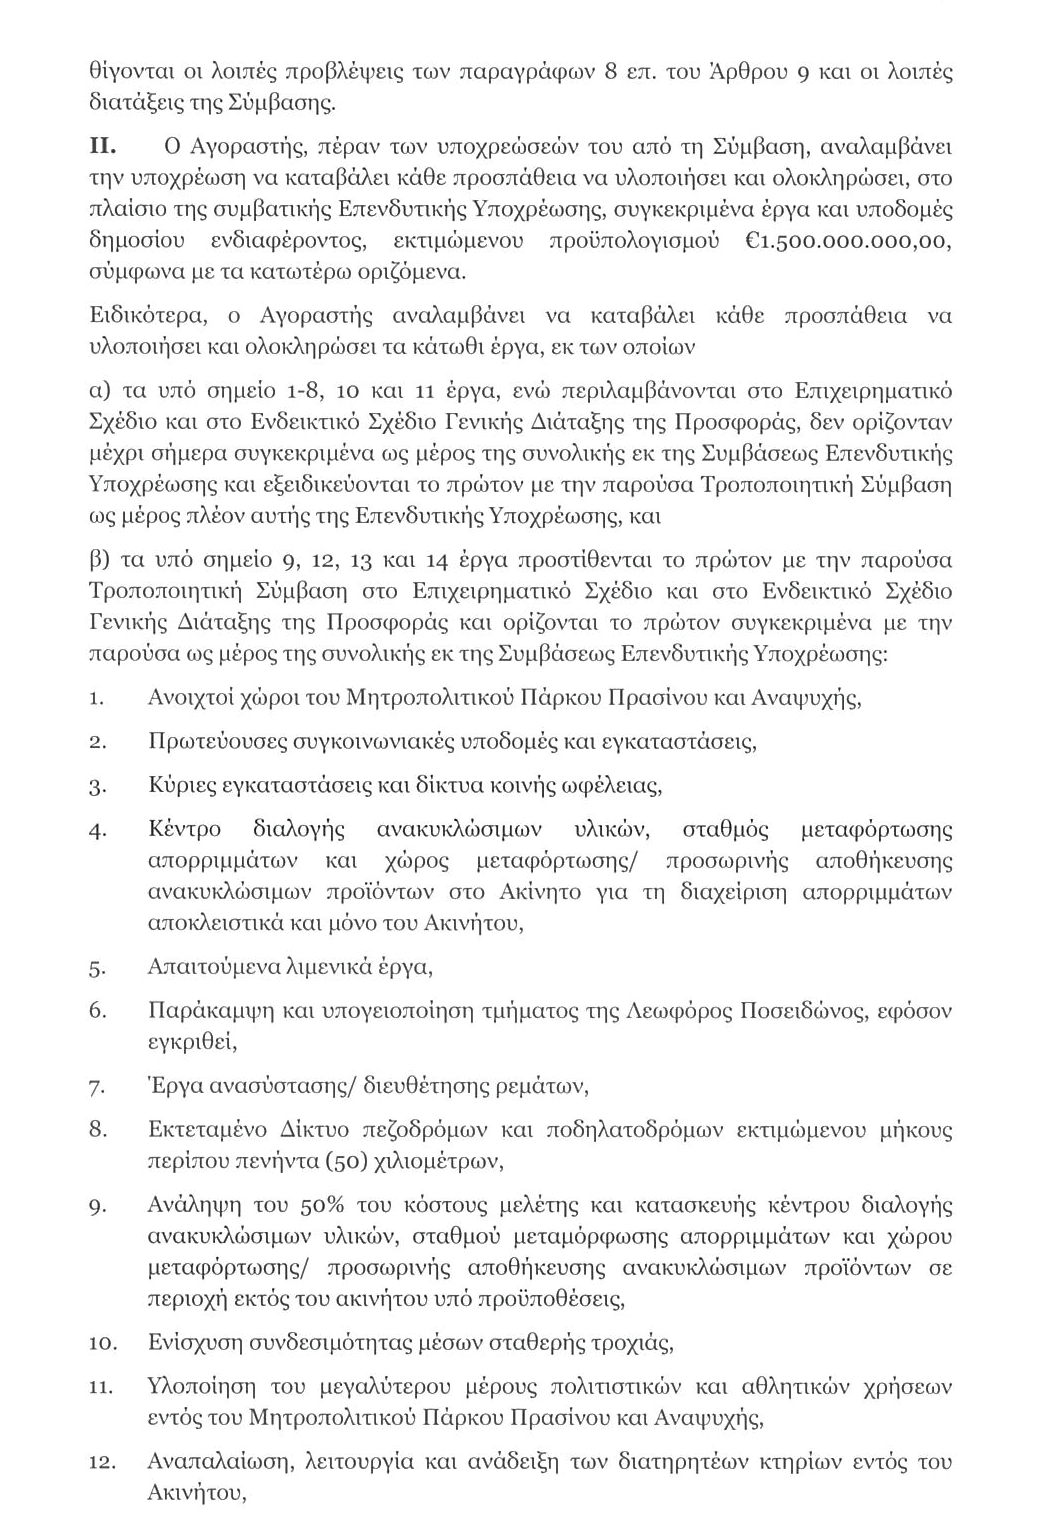 θίγονται οι λοιπές προβλέψεις των παραγράφων 8 επ. του Άρθρου 9 και οι λοιπές
διατάξεις της Σύμβασης.
II. Ο Αγοραστής, πέραν των υποχρεώσεών του από τη Σύμβαση, αναλαμβάνει
την υποχρέωση να καταβάλει κάθε προσπάθεια να υλοποιήσει και ολοκληρώσει, στο
πλαίσιο της συμβατικής Επενδυτικής Υποχρέωσης, συγκεκριμένα έργα και υποδομές
δημοσίου ενδιαφέροντος, εκτιμώμενου προϋπολογισμού €1.500.000.000,00,
σύμφωνα με τα κατωτέρω οριζόμενα.
Ειδικότερα, ο Αγοραστής αναλαμβάνει να καταβάλει κάθε προσπάθεια να
υλοποιήσει και ολοκληρώσει τα κάτωθι έργα, εκ των οποίων
α) τα υπό σημείο 1-8, 10 και 11 έργα, ενώ περιλαμβάνονται στο Επιχειρηματικό
Σχέδιο και στο Ενδεικτικό Σχέδιο Γενικής Διάταξης της Προσφοράς, δεν ορίζονταν
μέχρι σήμερα συγκεκριμένα ως μέρος της συνολικής εκ της Συμβάσεως Επενδυτικής
Υποχρέωσης και εξειδικεύονται το πρώτον με την παρούσα Τροποποιητική Σύμβαση
ως μέρος πλέον αυτής της Επενδυτικής Υποχρέωσης, και
β) τα υπό σημείο 9, 12, 13 και 14 έργα προστίθενται το πρώτον με την παρούσα
Τροποποιητική Σύμβαση στο Επιχειρηματικό Σχέδιο και στο Ενδεικτικό Σχέδιο
Γενικής Διάταξης της Προσφοράς και ορίζονται το πρώτον συγκεκριμένα με την
παρούσα ως μέρος της συνολικής εκ της Συμβάσεως Επενδυτικής Υποχρέωσης:
1. Ανοιχτοί χώροι του Μητροπολιτικού Πάρκου Πρασίνου και Αναψυχής,
2. Πρωτεύουσες συγκοινωνιακές υποδομές και εγκαταστάσεις,
3. Κύριες εγκαταστάσεις και δίκτυα κοινής ωφέλειας,
4. Κέντρο διαλογής ανακυκλώσιμων υλικών, σταθμός μεταφόρτωσης
απορριμμάτων και χώρος μεταφόρτωσης/ προσωρινής αποθήκευσης
ανακυκλώσιμων προϊόντων στο Ακίνητο για τη διαχείριση απορριμμάτων
αποκλειστικά και μόνο του Ακινήτου,
5. Απαιτούμενα λιμενικά έργα,
6. Παράκαμψη και υπογειοποίηση τμήματος της Λεωφόρος Ποσειδώνος, εφόσον
εγκριθεί,
7. Έργα ανασύστασης/ διευθέτησης ρεμάτων,
8. Εκτεταμένο Δίκτυο πεζοδρόμων και ποδηλατοδρόμων εκτιμώμενου μήκους
περίπου πενήντα (50) χιλιομέτρων,
9. Ανάληψη του 50% του κόστους μελέτης και κατασκευής κέντρου διαλογής
ανακυκλώσιμων υλικών, σταθμού μεταμόρφωσης απορριμμάτων και χώρου
μεταφόρτωσης/ προσωρινής αποθήκευσης ανακυκλώσιμων προϊόντων σε
περιοχή εκτός του ακινήτου υπό προϋποθέσεις,
10. Ενίσχυση συνδεσιμότητας μέσων σταθερής τροχιάς,
11. Υλοποίηση του μεγαλύτερου μέρους πολιτιστικών και αθλητικών χρήσεων
εντός του Μητροπολιτικού Πάρκου Πρασίνου και Αναψυχής,
12. Αναπαλαίωση, λειτουργία και ανάδειξη των διατηρητέων κτηρίων εντός του
Ακινήτου,